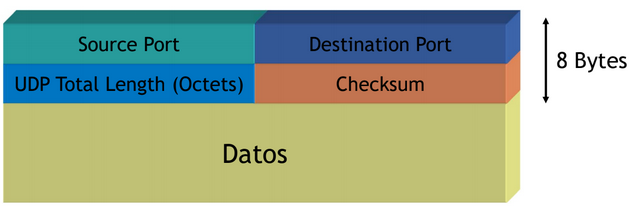 Source Port
Destination Port
8 Bytes
UDP Total Length (Octets)
Checksum
Datos